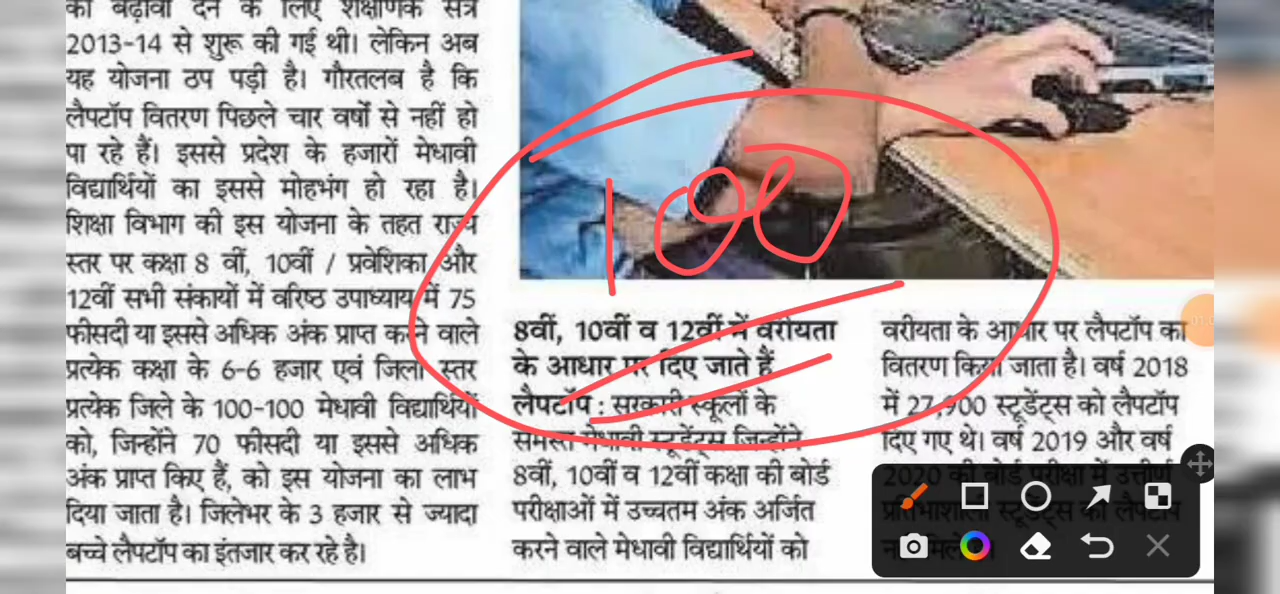 को बढ़ावा देने के लिए शैक्षणिक सत्र
2013-14 से शुरू की गई थी। लेकिन अब
यह योजना ठप पड़ी है। गौरतलब है कि
लैपटॉप वितरण पिछले चार वर्षों से नहीं हो
पा रहे हैं। इससे प्रदेश के हजारों मेधावी
विद्यार्थियों का इससे मोहभंग हो रहा है।
शिक्षा विभाग की इस योजना के तहत राज्य
स्तर पर कक्षा 8 वीं, 10वीं / प्रवेशिका और
12वीं सभी संकायों में वरिष्ठ उपाध्याय में 75
फीसदी या इससे अधिक अंक प्राप्त करने वाले
प्रत्येक कक्षा के 6-6 हजार एवं जिला स्तर
प्रत्येक जिले के 100-100 मेधावी विद्यार्थियों
को, जिन्होंने 70 फीसदी या इससे अधिक
अंक प्राप्त किए हैं, को इस योजना का लाभ
दिया जाता है। जिलेभर के 3 हजार से ज्यादा
बच्चे लैपटॉप का इंतजार कर रहे है।
100
8वीं, 10वीं व 12वीं में वरीयता
के आधार पर दिए जाते हैं
लैपटॉप : सरकारी स्कूलों के
समस्त मेधावी स्टूडेंट्स जिन्होंने
8वीं, 10वीं व 12वीं कक्षा की बोर्ड
परीक्षाओं में उच्चतम अंक अर्जित
करने वाले मेधावी विद्यार्थियों को
वरीयता के आधार पर लैपटॉप का
वितरण किया जाता है। वर्ष 2018
में 27,900 स्टूडेंट्स को लैपटॉप
दिए गए थे। वर्ष 2019 और वर्ष
2020 की बोर्ड परीक्षा में उत्तीर्ण
प्रतिभाशाली स्टूडेंट्स को लैपटॉप